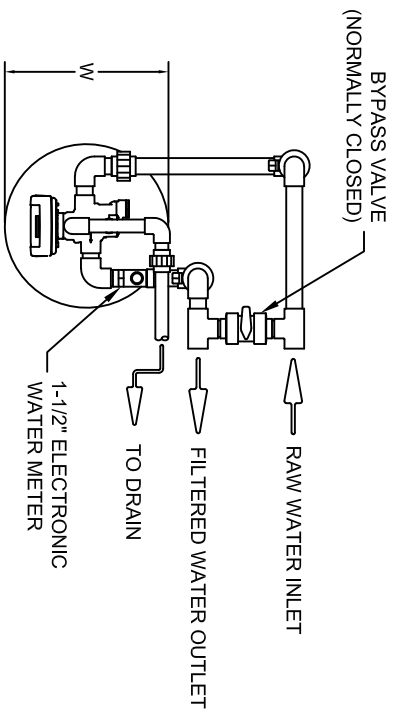 BYPASS VALVE
(NORMALLY CLOSED)
W
RAW WATER INLET
FILTERED WATER OUTLET
TO DRAIN
1-1/2" ELECTRONIC
WATER METER